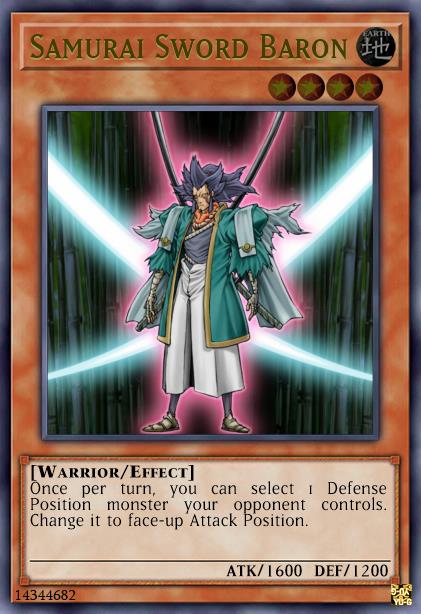 SAMURAI SWORD BARON
EARTH
地
[WARRIOR/EFFECT]
Once per turn, you can select 1 Defense
Position monster your opponent controls.
Change it to face-up Attack Position.
ATK/1600 DEF/1200
14344682